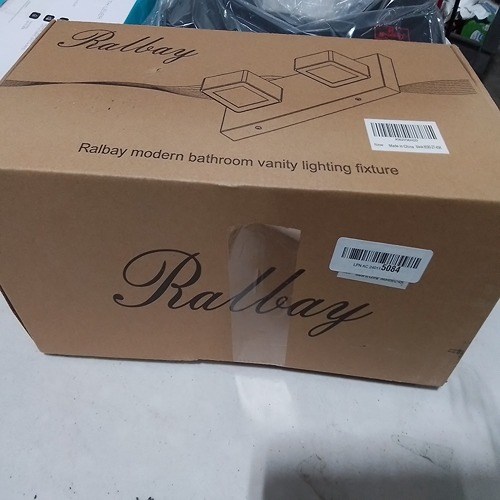 Ralbay
Ralbay modern bathroom vanity lighting fixture
Made in China
Ralbay
5084